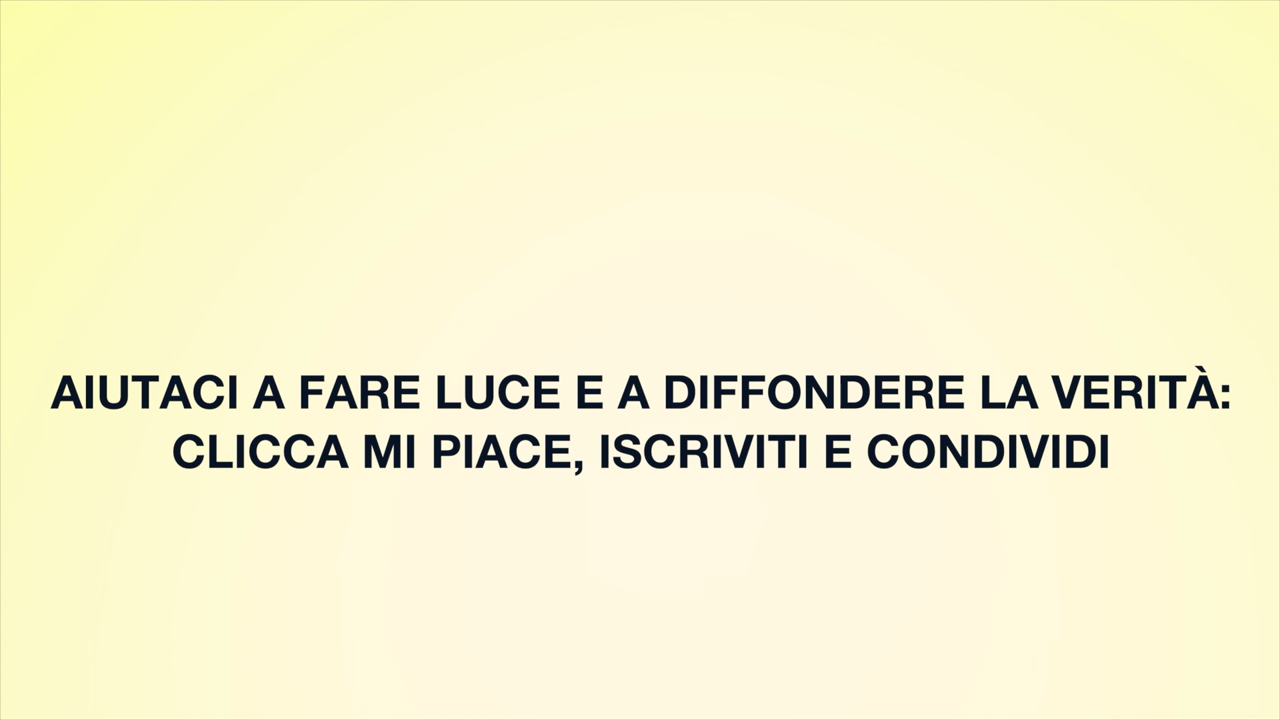 AIUTACI A FARE LUCE E A DIFFONDERE LA VERITÀ:
CLICCA MI PIACE, ISCRIVITI E CONDIVIDI